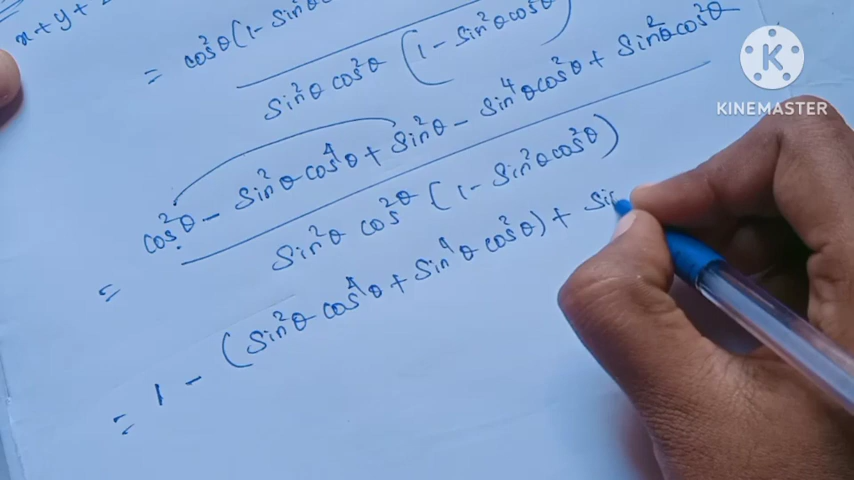 x + y +
= cos²θ (1 - sin²
sin²θ cos²θ (1 - sin²θ cos²θ)
cos²θ - sin²θ cos⁴θ + sin²θ - sin⁴θ cos²θ + sin²θ cos²θ
= sin²θ cos²θ (1 - sin²θ cos²θ)
= 1 - (sin²θ cos⁴θ + sin⁴θ cos²θ) + sin
KINEMASTER